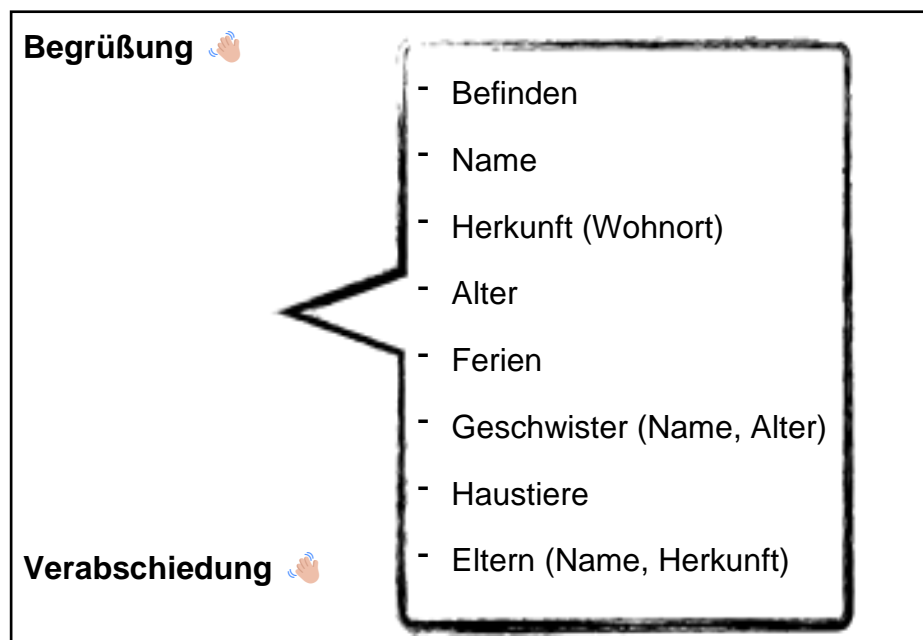 Begrüßung 👋
- Befinden
- Name
- Herkunft (Wohnort)
- Alter
- Ferien
- Geschwister (Name, Alter)
- Haustiere
- Eltern (Name, Herkunft)
Verabschiedung 👋